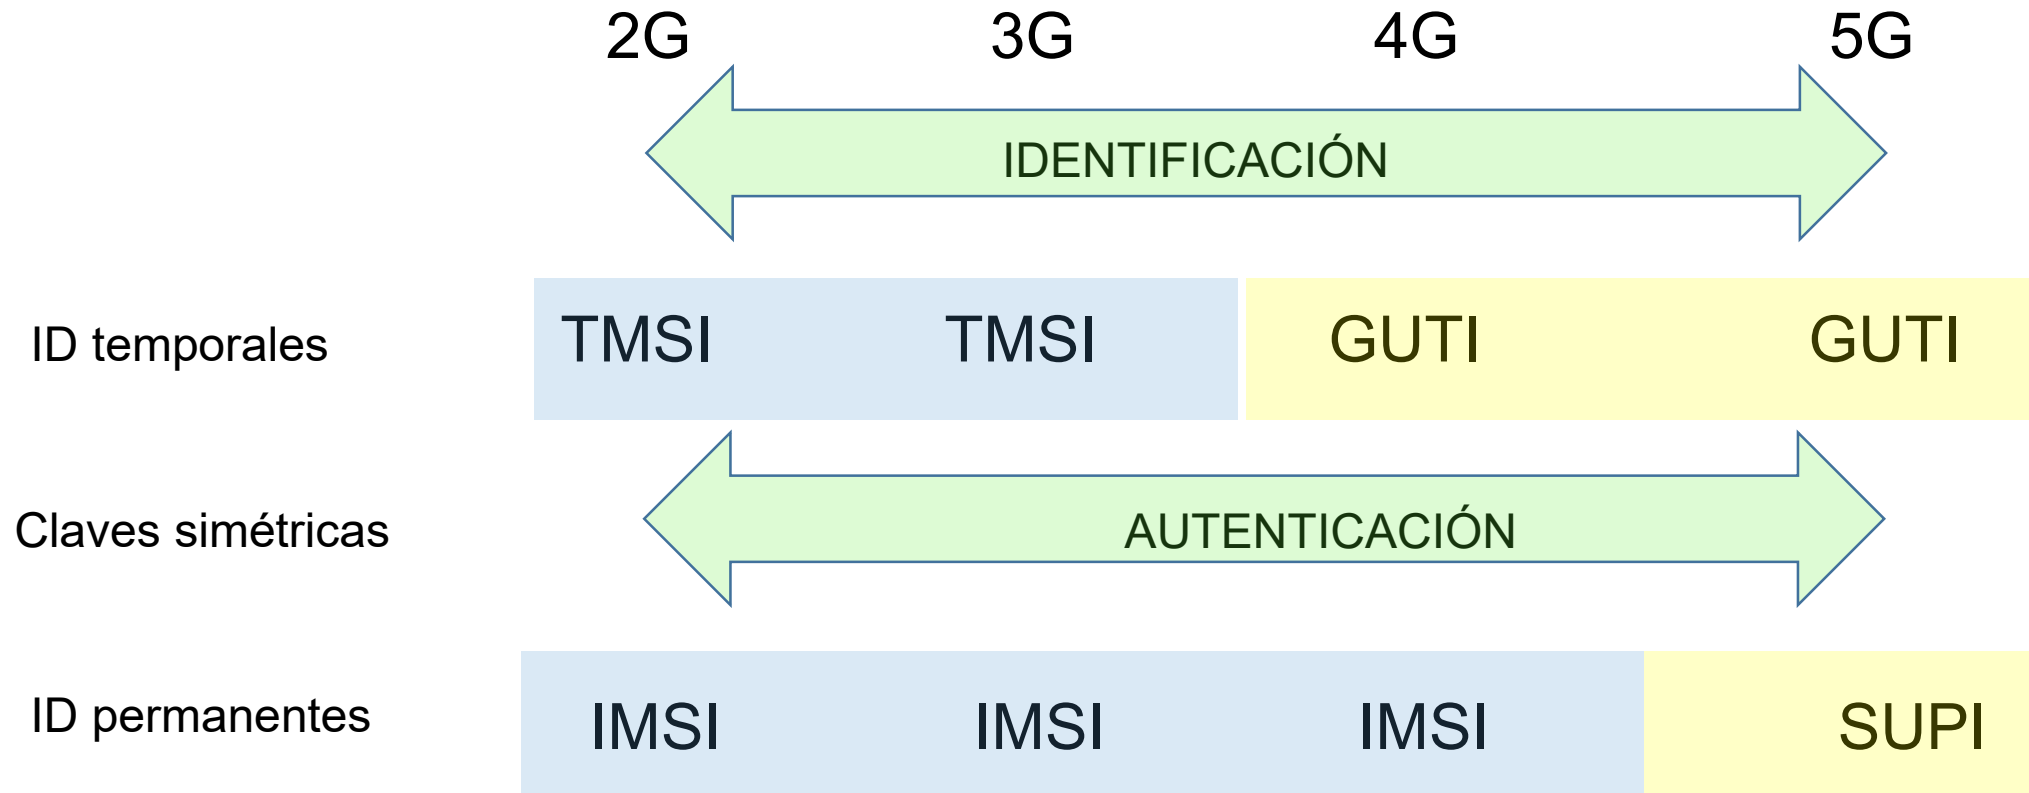 2G 3G 4G 5G
IDENTIFICACIÓN
ID temporales TMSI TMSI GUTI GUTI
Claves simétricas AUTENTICACIÓN
ID permanentes IMSI IMSI IMSI SUPI